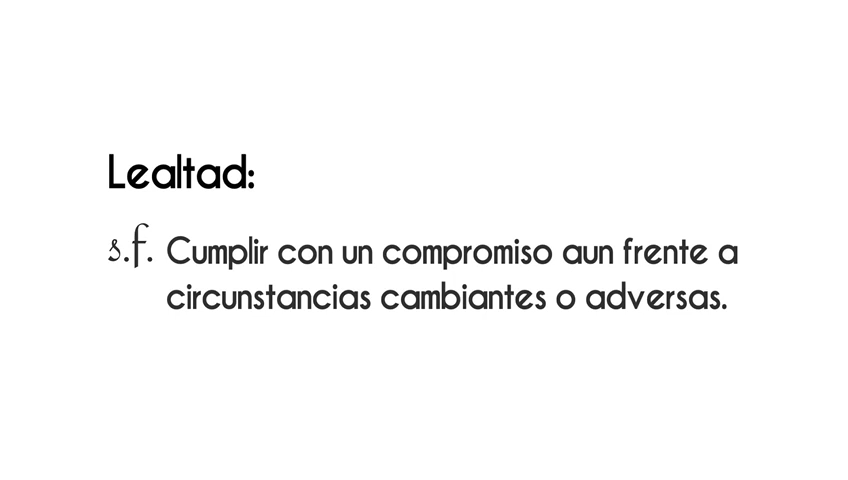 Lealtad:
s.f. Cumplir con un compromiso aun frente a
circunstancias cambiantes o adversas.